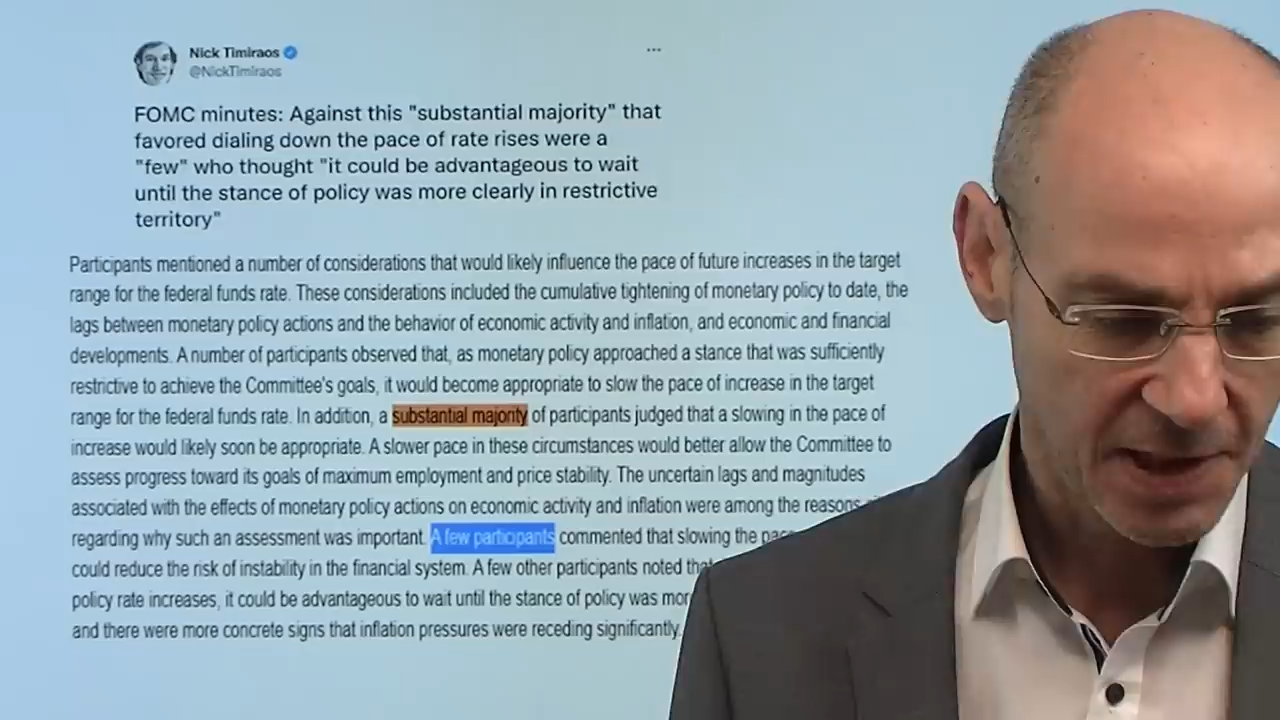 Nick Timiraos
@NickTimiraos
...
FOMC minutes: Against this "substantial majority" that
favored dialing down the pace of rate rises were a
"few" who thought "it could be advantageous to wait
until the stance of policy was more clearly in restrictive
territory"
Participants mentioned a number of considerations that would likely influence the pace of future increases in the target
range for the federal funds rate. These considerations included the cumulative tightening of monetary policy to date, the
lags between monetary policy actions and the behavior of economic activity and inflation, and economic and financial
developments. A number of participants observed that, as monetary policy approached a stance that was sufficiently
restrictive to achieve the Committee's goals, it would become appropriate to slow the pace of increase in the target
range for the federal funds rate. In addition, a substantial majority of participants judged that a slowing in the pace of
increase would likely soon be appropriate. A slower pace in these circumstances would better allow the Committee to
assess progress toward its goals of maximum employment and price stability. The uncertain lags and magnitudes
associated with the effects of monetary policy actions on economic activity and inflation were among the reasons
regarding why such an assessment was important. A few participants commented that slowing the
could reduce the risk of instability in the financial system. A few other participants noted
policy rate increases, it could be advantageous to wait until the stance of policy was
and there were more concrete signs that inflation pressures were receding significantly.